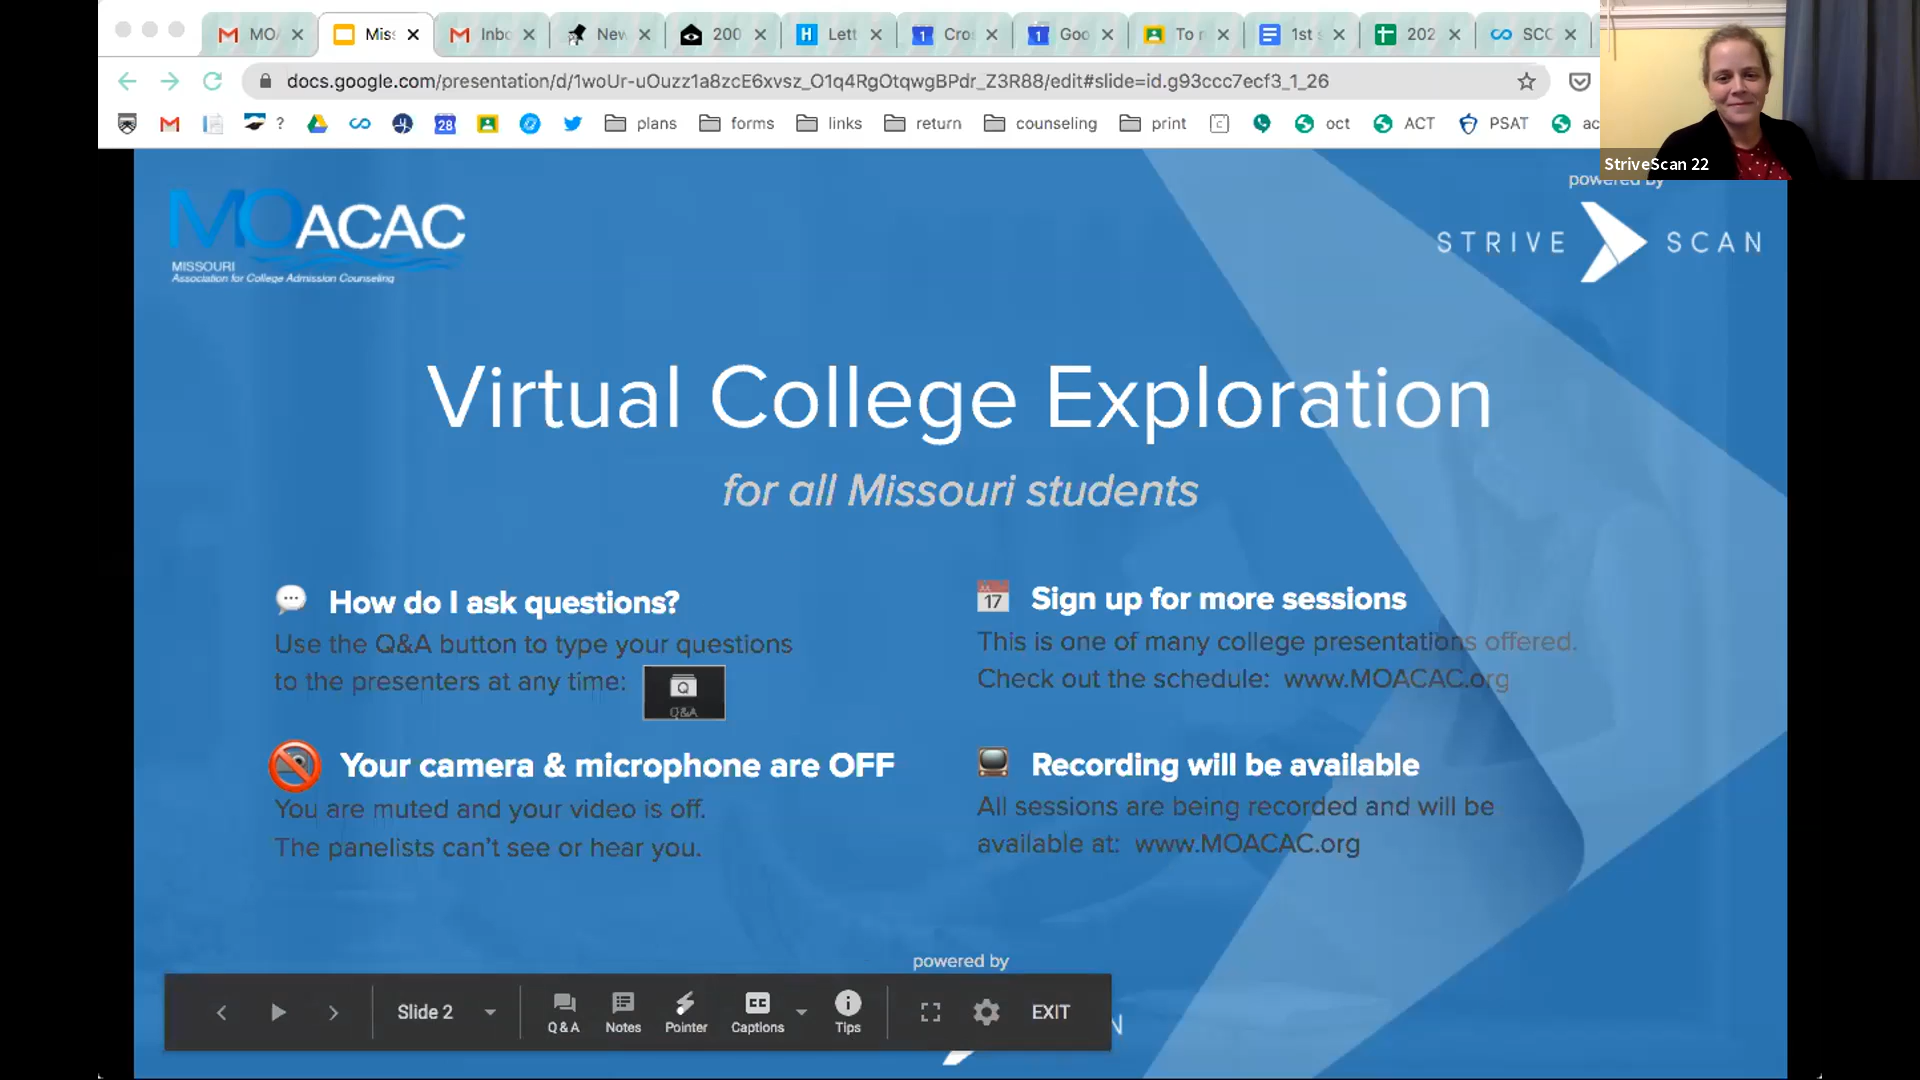 MOA
Mis
Inbo
New
200
Lett
Cro
Goo
To r
1st s
202
SCO
docs.google.com/presentation/d/1woUr-uOuzz1a8zcE6xvsz_O1q4RgOtqwgBPdr_Z3R88/edit#slide=id.g93ccc7ecf3_1_26
? 28 plans forms links return counseling print oct ACT PSAT ac
StriveScan 22
powered by
STRIVE SCAN
MOACAC
MISSOURI
Association for College Admission Counseling
Virtual College Exploration
for all Missouri students
How do I ask questions?
Use the Q&A button to type your questions
to the presenters at any time:
Q&A
Sign up for more sessions
This is one of many college presentations offered.
Check out the schedule: www.MOACAC.org
Your camera & microphone are OFF
You are muted and your video is off.
The panelists can't see or hear you.
Recording will be available
All sessions are being recorded and will be
available at: www.MOACAC.org
powered by
Slide 2
Q&A
Notes
Pointer
Captions
Tips
EXIT
N